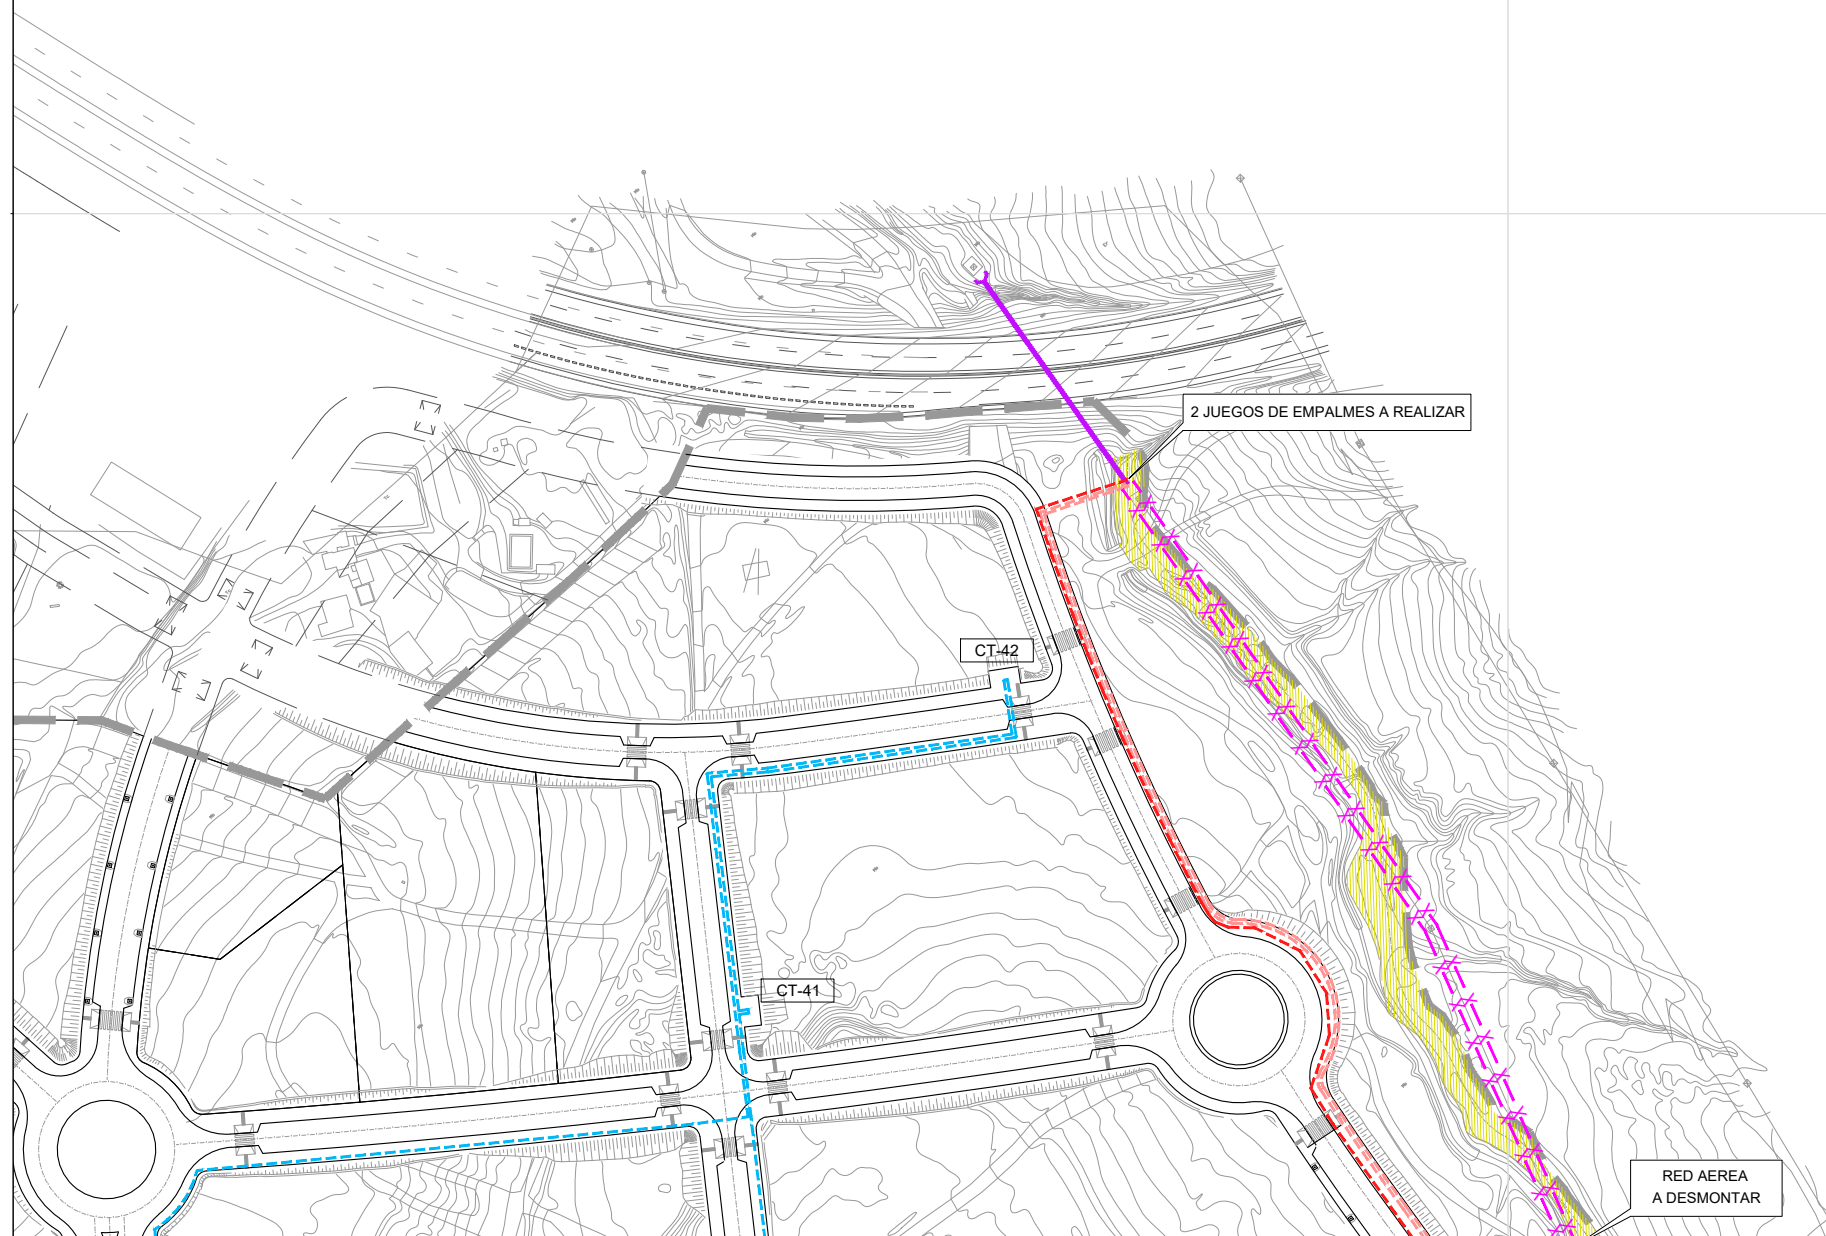 2 JUEGOS DE EMPALMES A REALIZAR
CT-42
CT-41
RED AEREA
A DESMONTAR